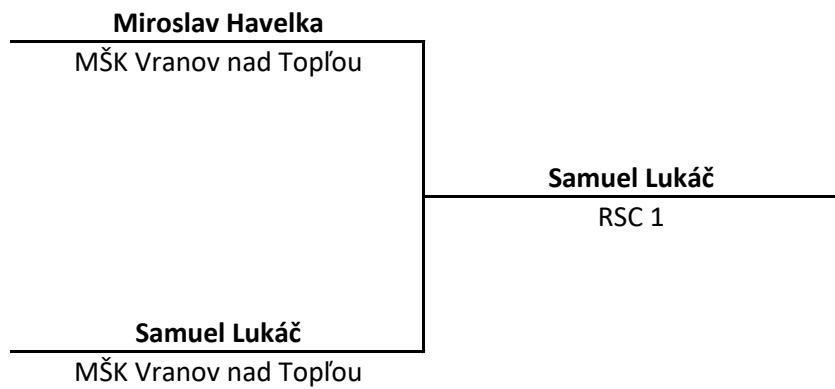 Miroslav Havelka
MŠK Vranov nad Topľou
Samuel Lukáč
RSC 1
Samuel Lukáč
MŠK Vranov nad Topľou